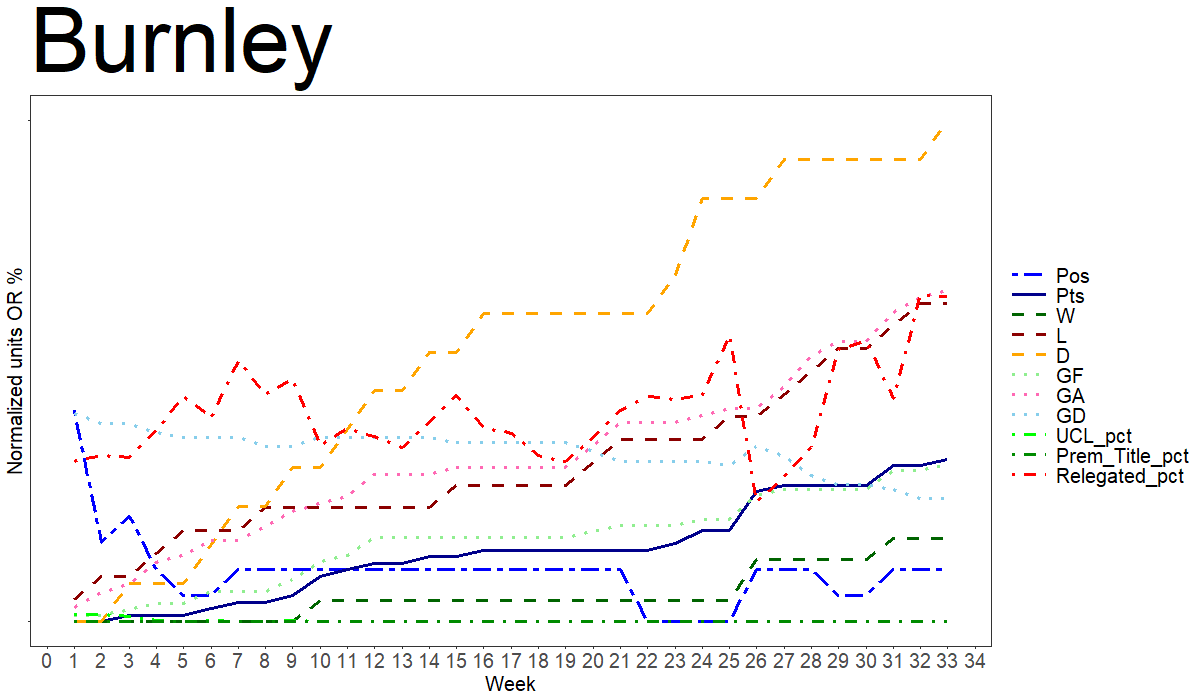 Burnley
Normalized units OR %
Pos
Pts
W
L
D
GF
GA
GD
UCL_pct
Prem_Title_pct
Relegated_pct
0 1 2 3 4 5 6 7 8 9 10 11 12 13 14 15 16 17 18 19 20 21 22 23 24 25 26 27 28 29 30 31 32 33 34
Week